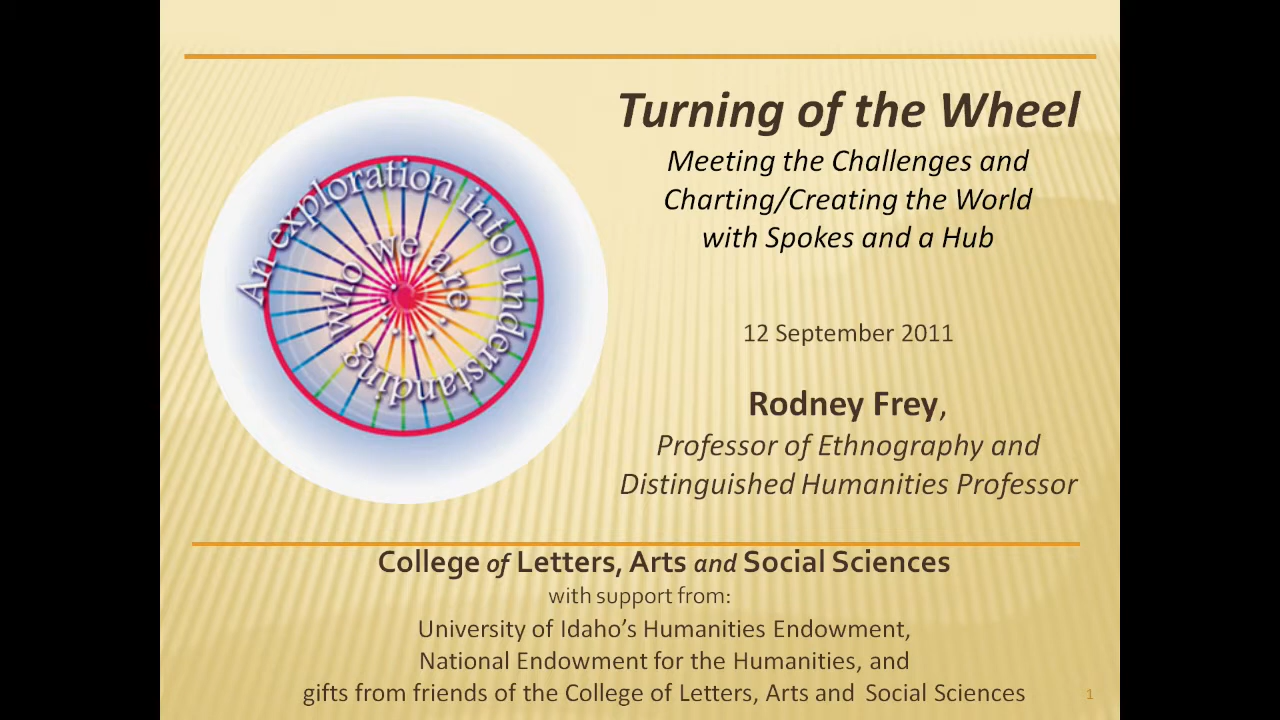 An exploration into understanding
who we are . . . . .
Turning of the Wheel
Meeting the Challenges and
Charting/Creating the World
with Spokes and a Hub
12 September 2011
Rodney Frey,
Professor of Ethnography and
Distinguished Humanities Professor
College of Letters, Arts and Social Sciences
with support from:
University of Idaho’s Humanities Endowment,
National Endowment for the Humanities, and
gifts from friends of the College of Letters, Arts and Social Sciences
1